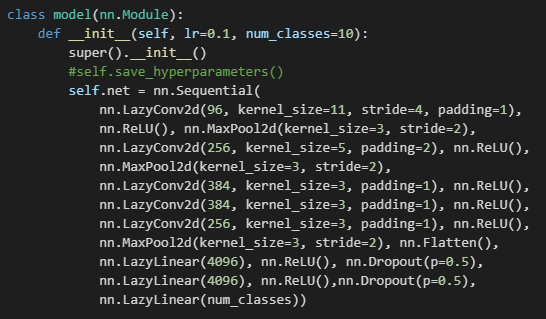 class model(nn.Module):
    def __init__(self, lr=0.1, num_classes=10):
        super().__init__()
        #self.save_hyperparameters()
        self.net = nn.Sequential(
            nn.LazyConv2d(96, kernel_size=11, stride=4, padding=1),
            nn.ReLU(), nn.MaxPool2d(kernel_size=3, stride=2),
            nn.LazyConv2d(256, kernel_size=5, padding=2), nn.ReLU(),
            nn.MaxPool2d(kernel_size=3, stride=2),
            nn.LazyConv2d(384, kernel_size=3, padding=1), nn.ReLU(),
            nn.LazyConv2d(384, kernel_size=3, padding=1), nn.ReLU(),
            nn.LazyConv2d(256, kernel_size=3, padding=1), nn.ReLU(),
            nn.MaxPool2d(kernel_size=3, stride=2), nn.Flatten(),
            nn.LazyLinear(4096), nn.ReLU(), nn.Dropout(p=0.5),
            nn.LazyLinear(4096), nn.ReLU(),nn.Dropout(p=0.5),
            nn.LazyLinear(num_classes))